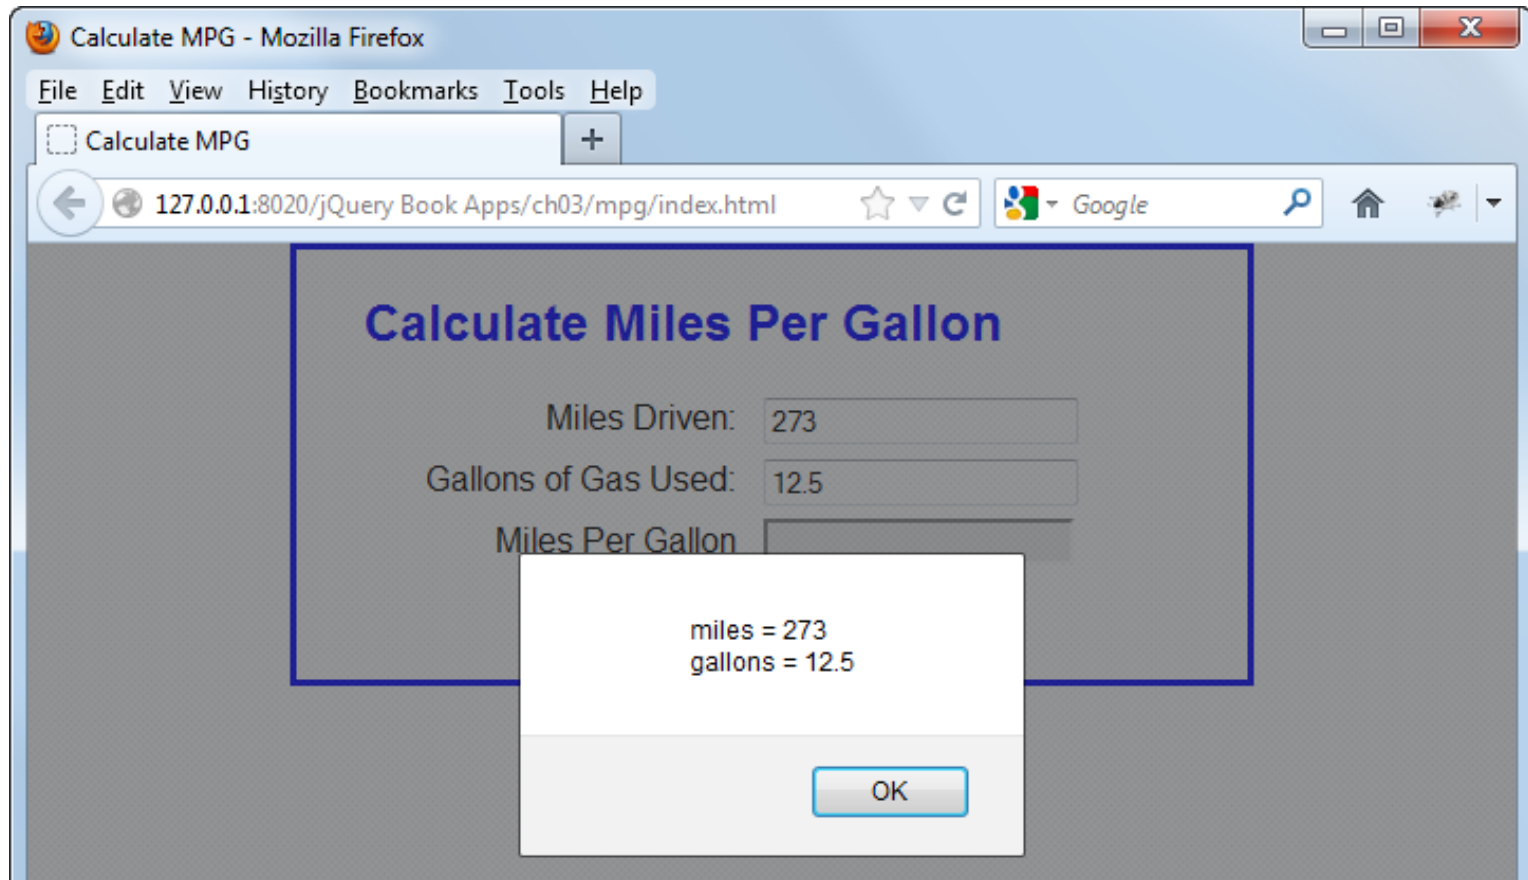 Calculate MPG - Mozilla Firefox
File Edit View History Bookmarks Tools Help
Calculate MPG
127.0.0.1:8020/jQuery Book Apps/ch03/mpg/index.html Google
Calculate Miles Per Gallon
Miles Driven: 273
Gallons of Gas Used: 12.5
Miles Per Gallon
miles = 273
gallons = 12.5
OK